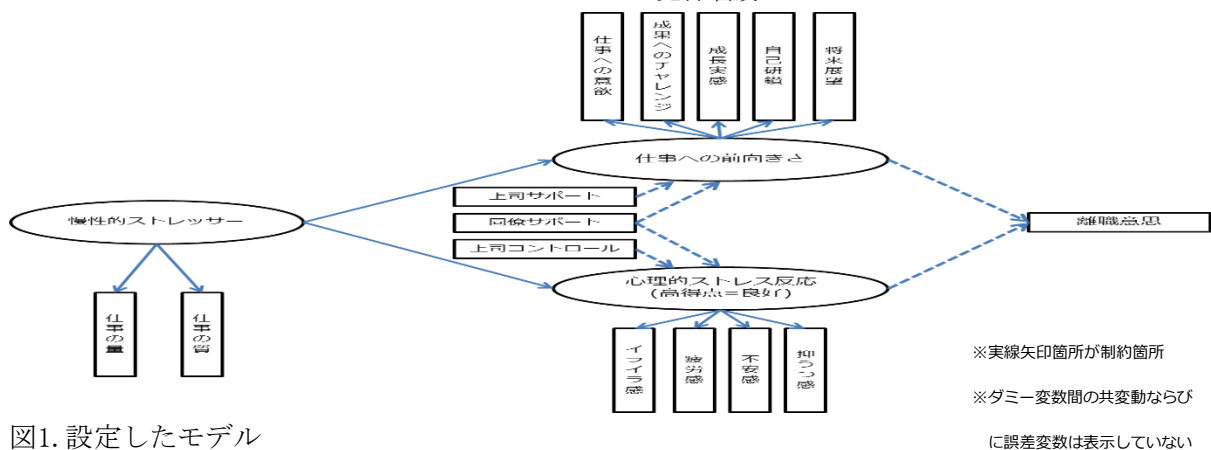 仕事への意欲
成果へのチャレンジ
成長実感
自己研鑽
将来展望
仕事への前向きさ
上司サポート
同僚サポート
上司コントロール
慢性的ストレッサー
離職意思
心理的ストレス反応
(高得点=良好)
仕事の量
仕事の質
イライラ感
疲労感
不安感
抑うつ感
※実線矢印箇所が制約箇所
※ダミー変数間の共変動ならび
に誤差変数は表示していない
図1. 設定したモデル